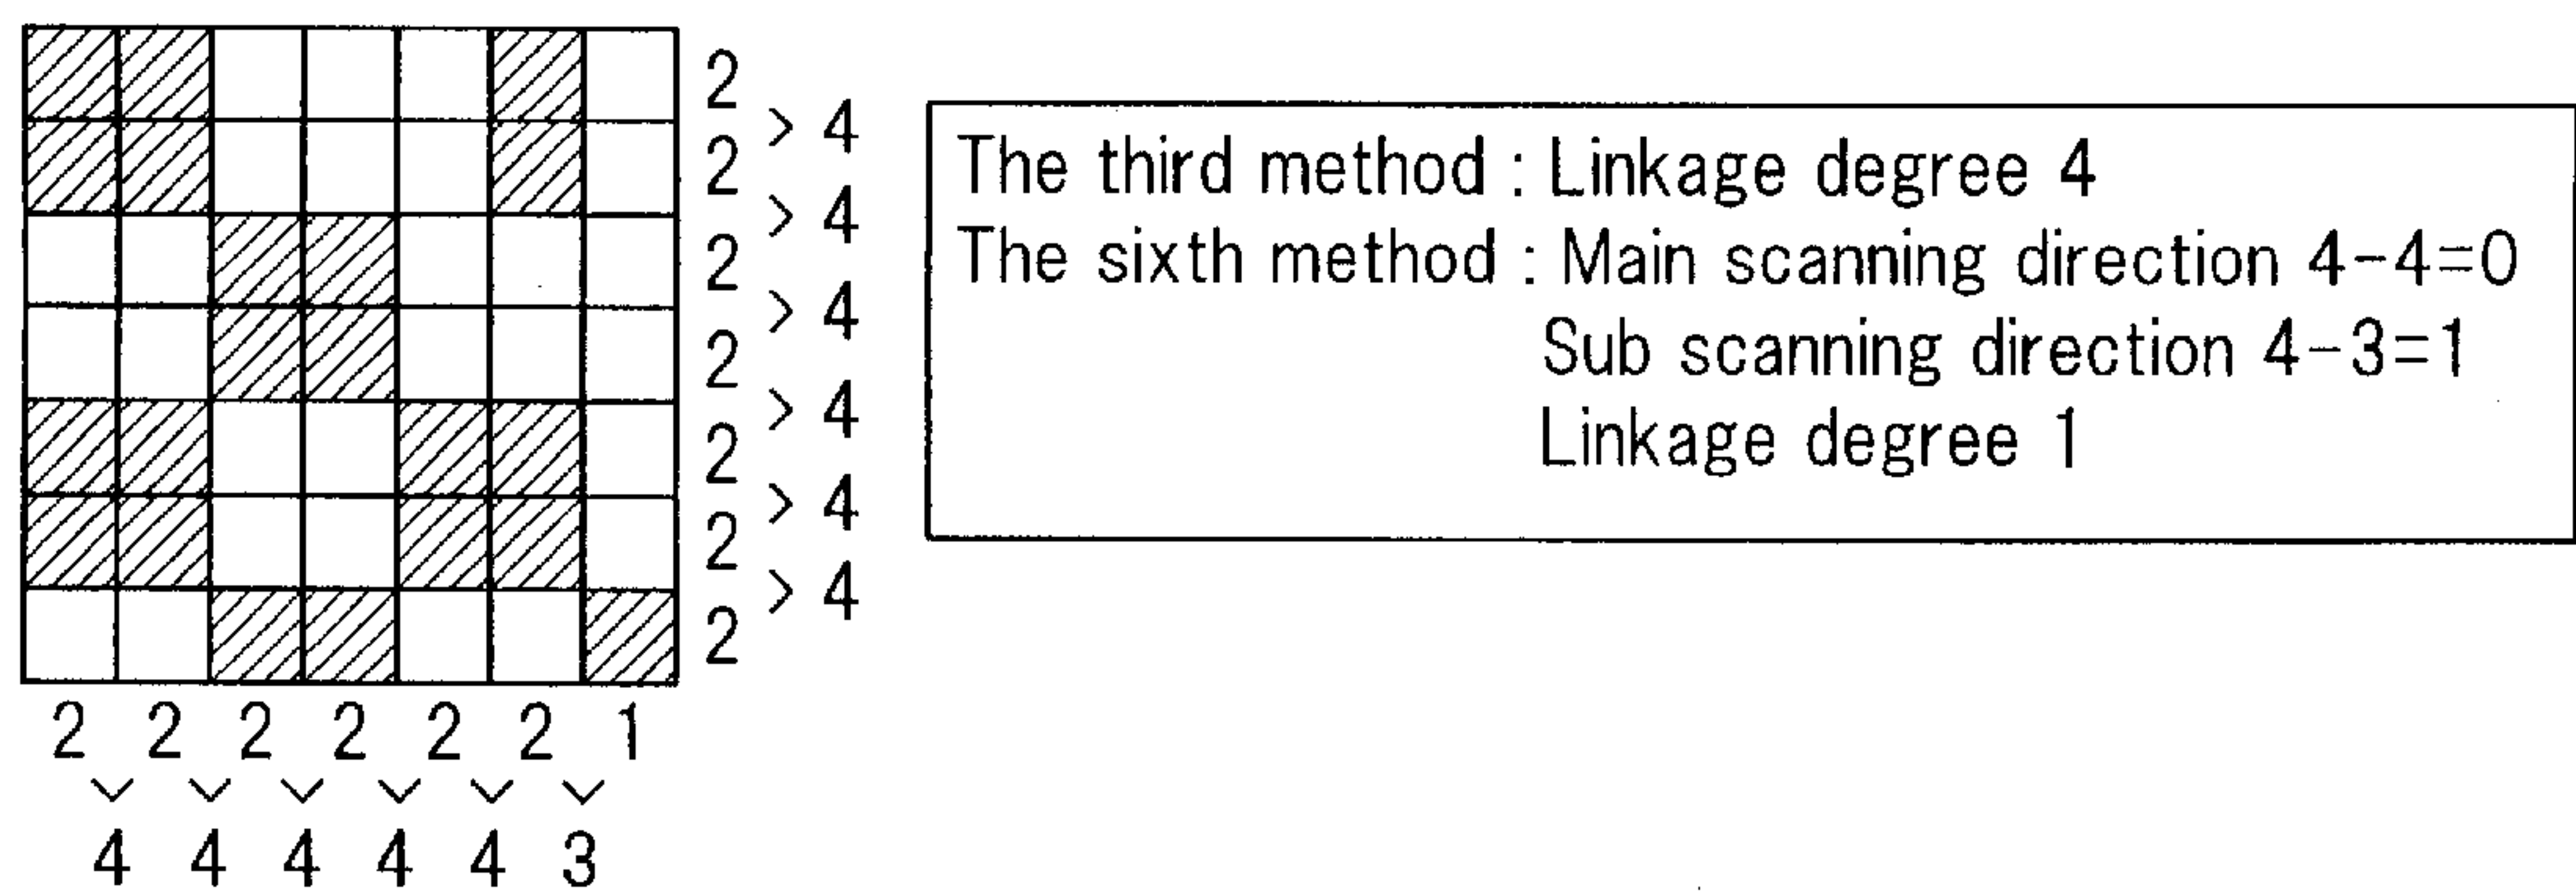 2
> 4
2
> 4
2
> 4
2
> 4
2
> 4
2
> 4
2
The third method : Linkage degree 4
The sixth method : Main scanning direction 4-4=0
Sub scanning direction 4-3=1
Linkage degree 1
2 2 2 2 2 2 1
4 4 4 4 4 3